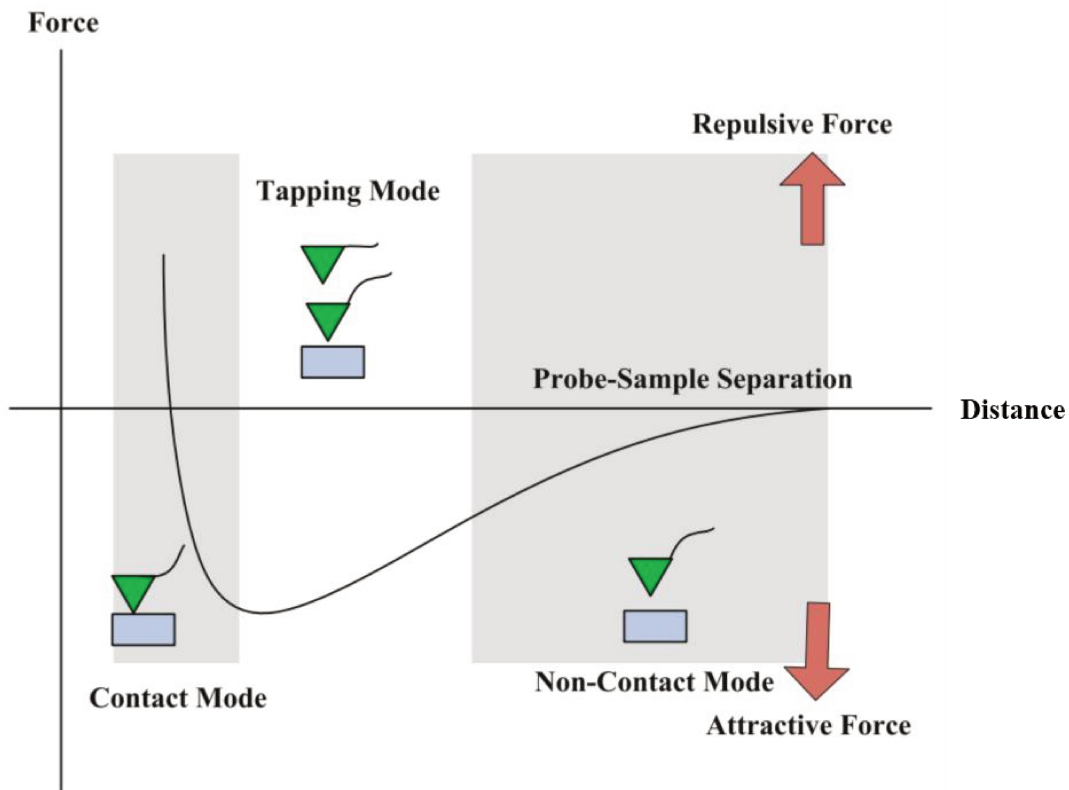 Force
Repulsive Force
Tapping Mode
Probe-Sample Separation
Distance
Non-Contact Mode
Contact Mode
Attractive Force